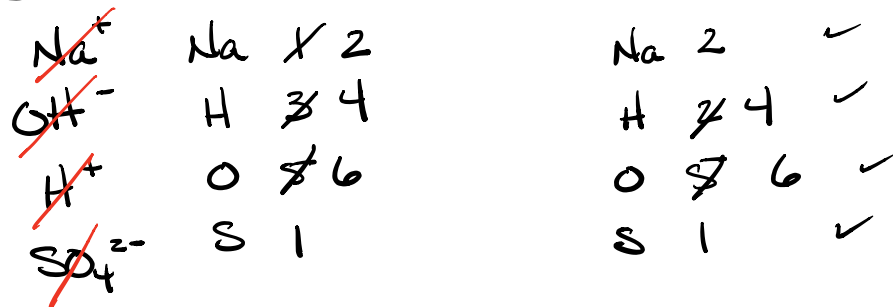 Na⁺ Na 1 2 Na 2 ✓
OH⁻ H 3 4 H 2 4 ✓
H⁺ O 5 6 O 5 6 ✓
SO₄²⁻ S 1 S 1 ✓